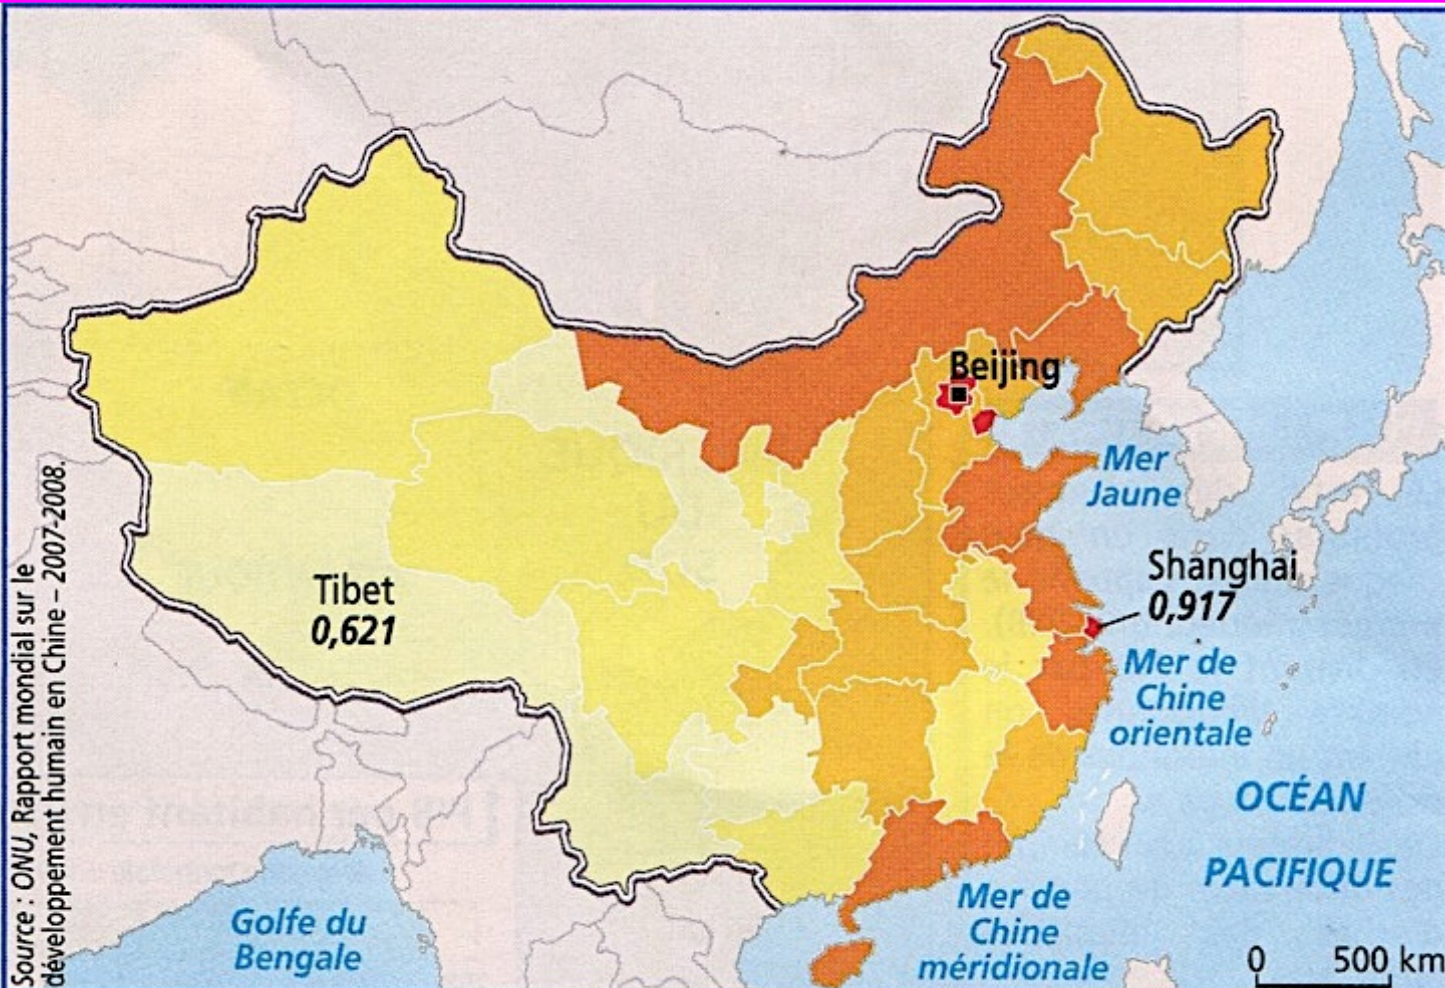 Beijing
Mer
Jaune
Tibet
0,621
Shanghai
0,917
Mer de
Chine
orientale
OCÉAN
PACIFIQUE
Golfe du
Bengale
Mer de
Chine
méridionale
0 500 km
Source : ONU, Rapport mondial sur le
développement humain en Chine – 2007-2008.